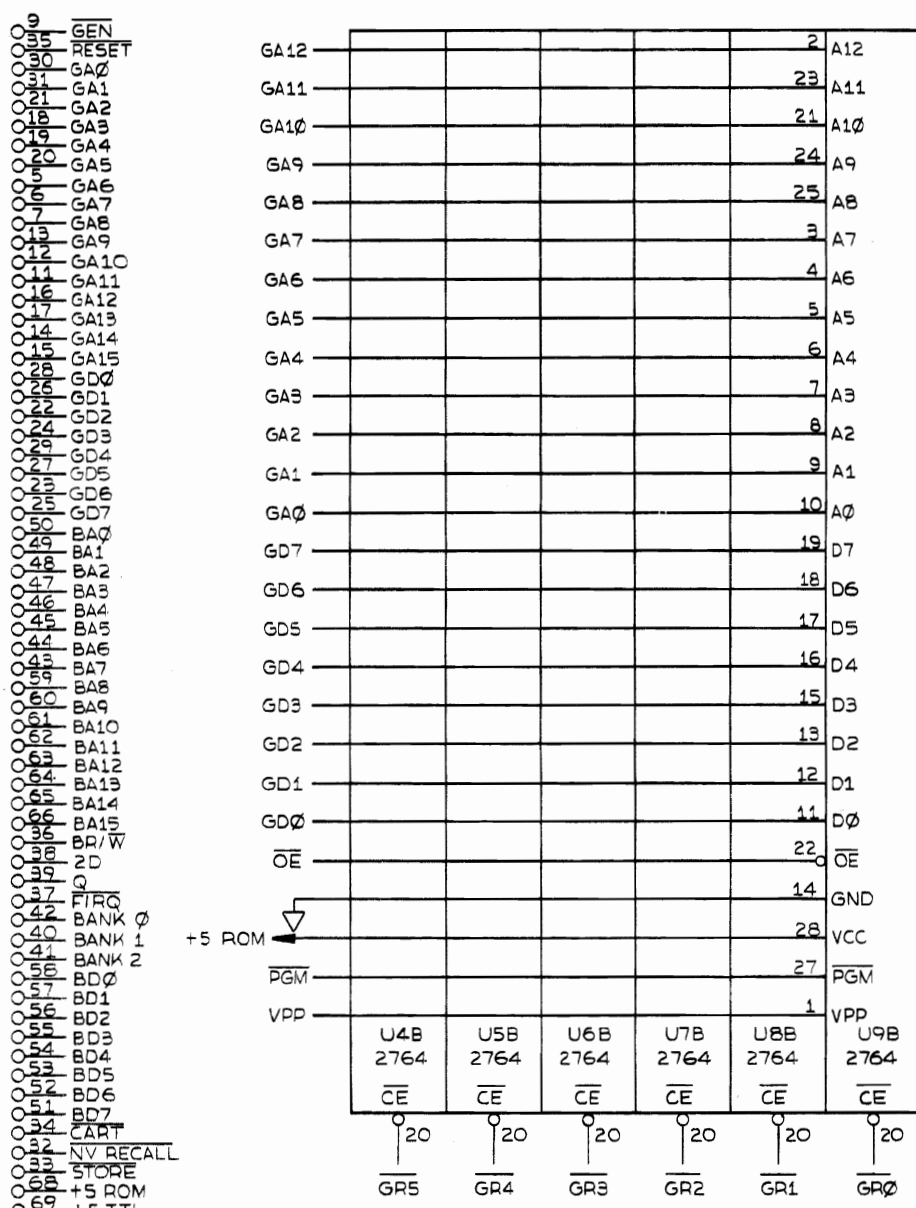 9 GEN
35 RESET
30 GAØ
31 GA1
21 GA2
18 GA3
19 GA4
20 GA5
5 GA6
6 GA7
7 GA8
13 GA9
12 GA10
11 GA11
16 GA12
17 GA13
14 GA14
15 GA15
28 GDØ
26 GD1
22 GD2
24 GD3
29 GD4
27 GD5
23 GD6
25 GD7
50 BAØ
49 BA1
48 BA2
47 BA3
46 BA4
45 BA5
44 BA6
43 BA7
59 BA8
60 BA9
61 BA10
62 BA11
63 BA12
64 BA13
65 BA14
66 BA15
36 BR/W
38 2D
39 Q
37 FIRQ
42 BANK Ø
40 BANK 1
41 BANK 2
58 BDØ
57 BD1
56 BD2
55 BD3
54 BD4
53 BD5
52 BD6
51 BD7
34 CART
32 NV RECALL
33 STORE
68 +5 ROM
69
GA12 2 A12
GA11 23 A11
GA1Ø 21 A1Ø
GA9 24 A9
GA8 25 A8
GA7 3 A7
GA6 4 A6
GA5 5 A5
GA4 6 A4
GA3 7 A3
GA2 8 A2
GA1 9 A1
GAØ 10 AØ
GD7 19 D7
GD6 18 D6
GD5 17 D5
GD4 16 D4
GD3 15 D3
GD2 13 D2
GD1 12 D1
GDØ 11 DØ
OE 22 OE
14 GND
+5 ROM 28 VCC
PGM 27 PGM
VPP 1 VPP
U4B U5B U6B U7B U8B U9B
2764 2764 2764 2764 2764 2764
CE CE CE CE CE CE
20 20 20 20 20 20
GR5 GR4 GR3 GR2 GR1 GRØ